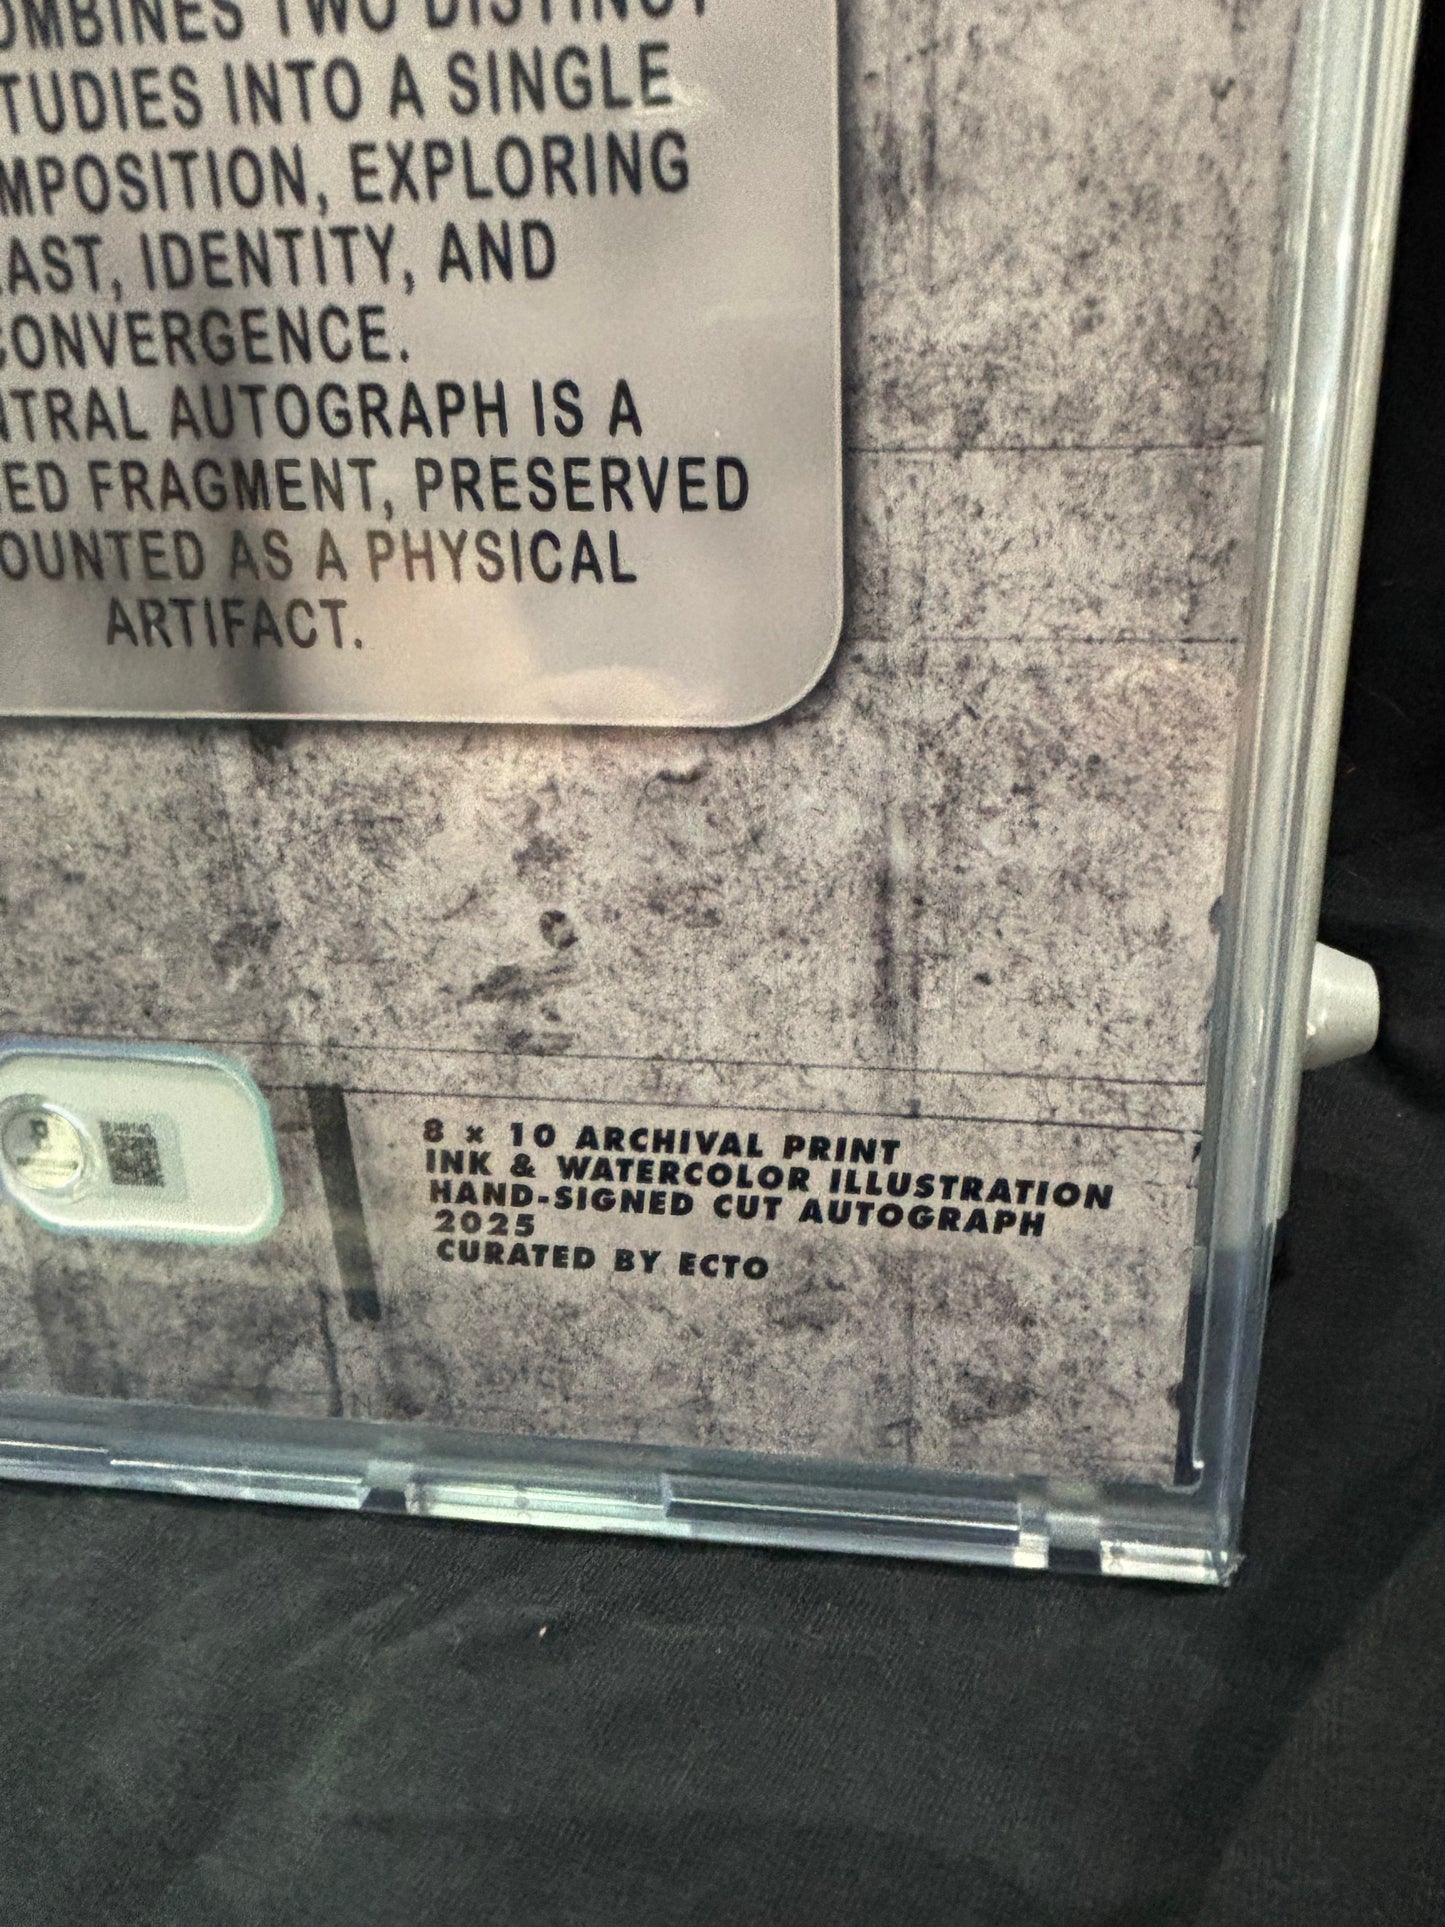 COMBINES TWO DISTINCT
TUDIES INTO A SINGLE
MPOSITION, EXPLORING
AST, IDENTITY, AND
CONVERGENCE.
NTRAL AUTOGRAPH IS A
ED FRAGMENT, PRESERVED
OUNTED AS A PHYSICAL
ARTIFACT.
8 × 10 ARCHIVAL PRINT
INK & WATERCOLOR ILLUSTRATION
HAND-SIGNED CUT AUTOGRAPH
2025
CURATED BY ECTO